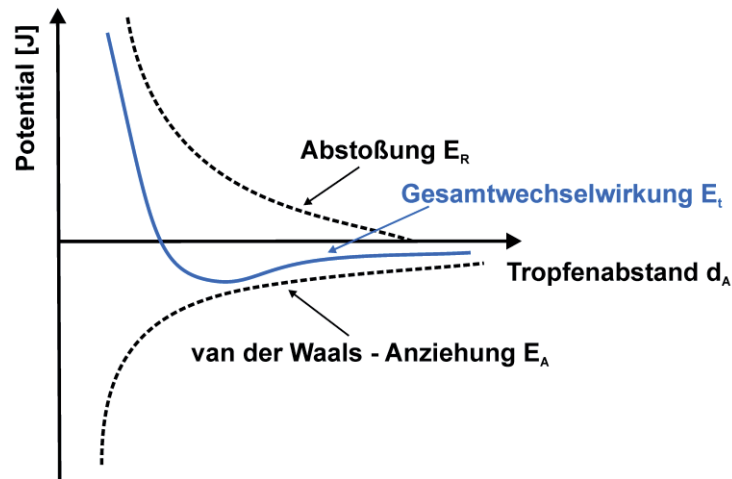 Potential [J]
Abstoßung E_R
Gesamtwechselwirkung E_t
Tropfenabstand d_A
van der Waals - Anziehung E_A